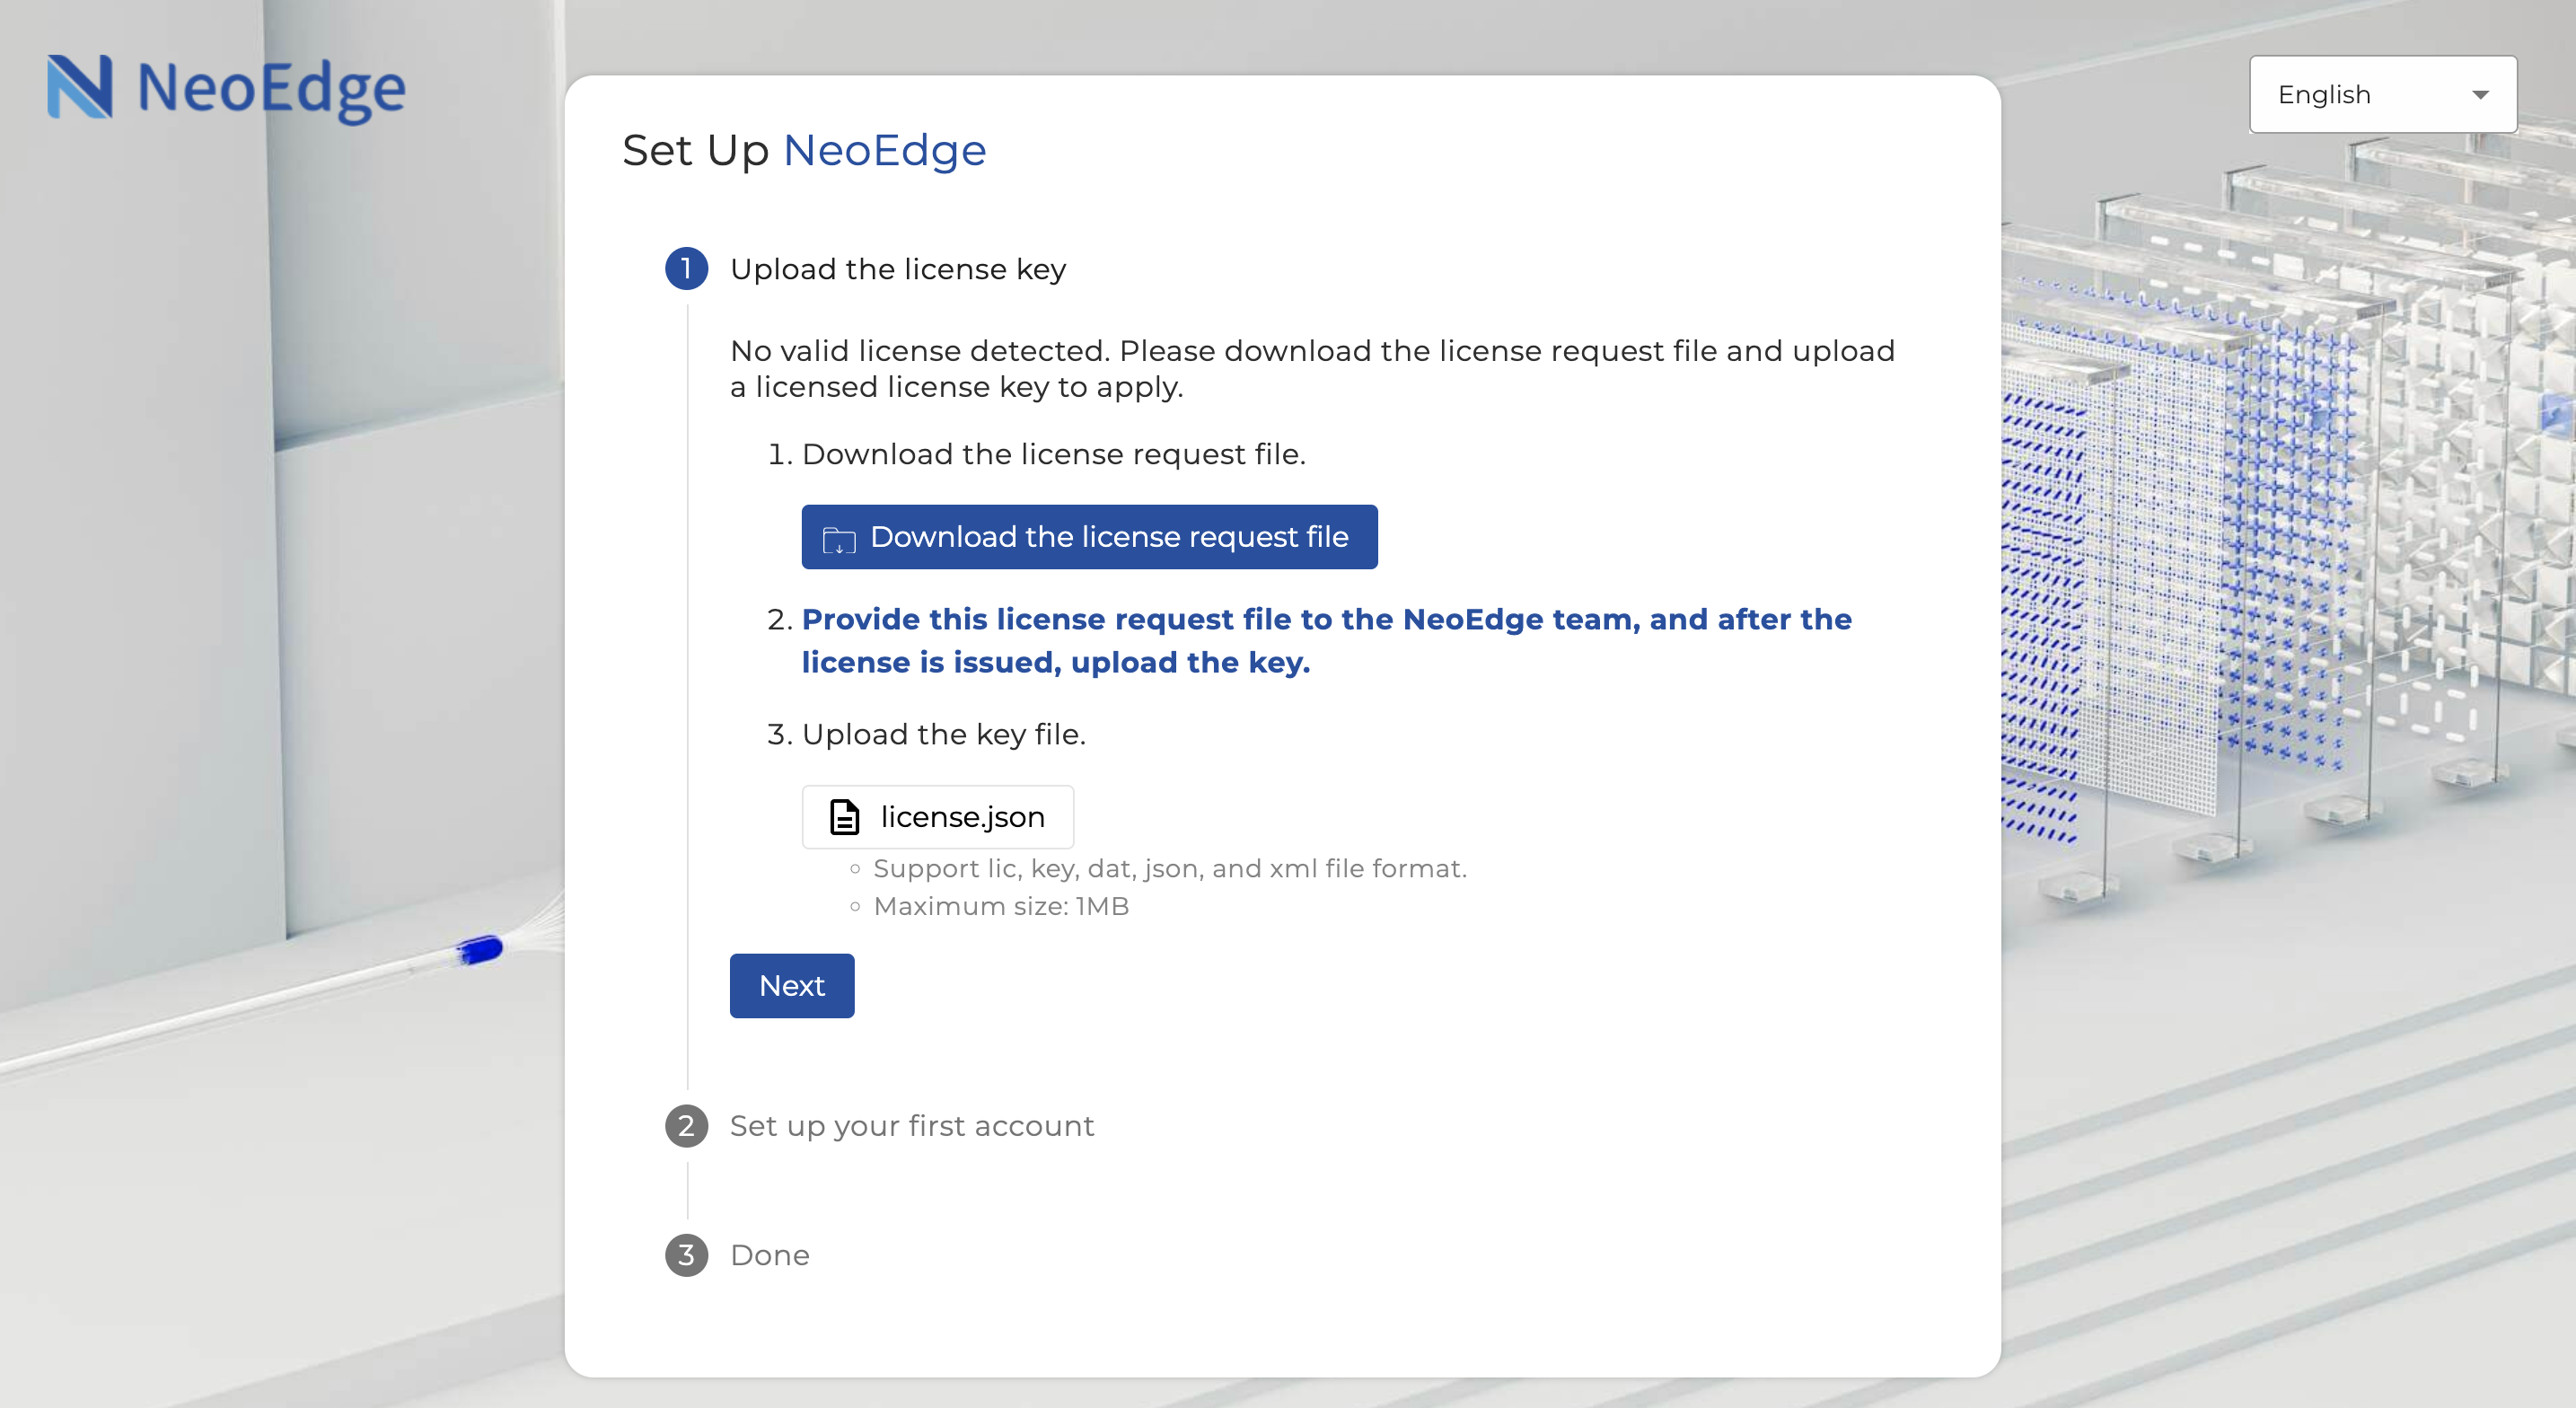 NeoEdge
English
Set Up NeoEdge
1 Upload the license key
No valid license detected. Please download the license request file and upload
a licensed license key to apply.
1. Download the license request file.
Download the license request file
2. Provide this license request file to the NeoEdge team, and after the
license is issued, upload the key.
3. Upload the key file.
license.json
Support lic, key, dat, json, and xml file format.
Maximum size: 1MB
Next
2 Set up your first account
3 Done